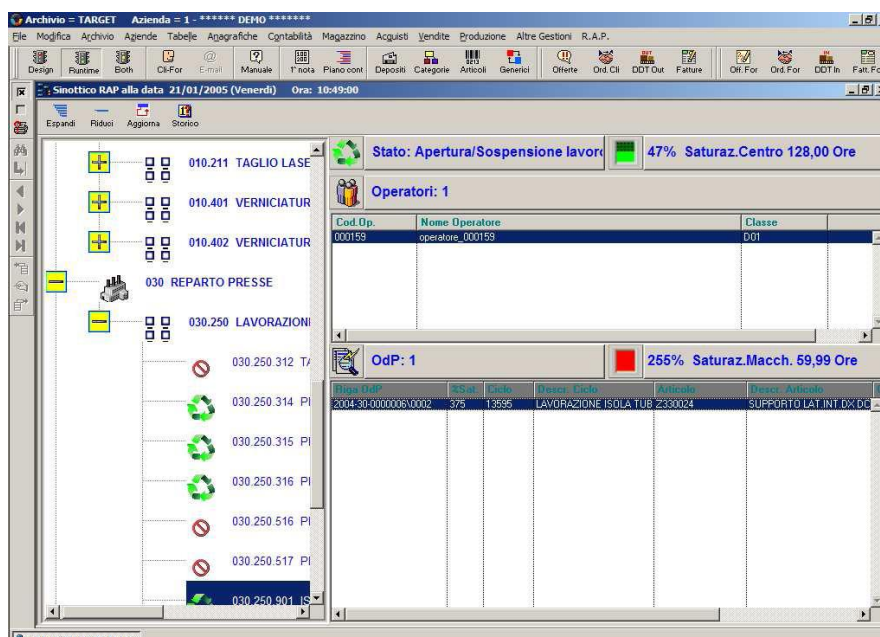 Archivio = TARGET Azienda = 1 - ****** DEMO *******
File Modifica Archivio Aziende Tabelle Anagrafiche Contabilità Magazzino Acquisti Vendite Produzione Altre Gestioni R.A.P.
Design Runtime Both Cli-For E-mail Manuale 1° nota Piano cont Depositi Categorie Articoli Generici Offerte Ord. Cli DDT Out Fatture Off. For Ord. For DDT In Fatt. Fo
Sinottico RAP alla data 21/01/2005 (Venerdi) Ora: 10:49:00
Espandi Riduci Aggiorna Storico
Stato: Apertura/Sospensione lavoro 47% Saturaz.Centro 128,00 Ore
010.211 TAGLIO LASE
Operatori: 1
010.401 VERNICIATUR
Cod.Op. Nome Operatore Classe
000159 operatore_000159 D01
010.402 VERNICIATUR
030 REPARTO PRESSE
030.250 LAVORAZIONI
OdP: 1 255% Saturaz.Macch. 59,99 Ore
030.250.312 TA
Riga OdP %Sat. Ciclo Descr. Ciclo Articolo Descr. Articolo
2004-30-0000006\0002 375 13595 LAVORAZIONE ISOLA TUB Z330024 SUPPORTO LAT.INT.DX DC
030.250.314 PI
030.250.315 PI
030.250.316 PI
030.250.516 PI
030.250.517 PI
030.250.901 IS